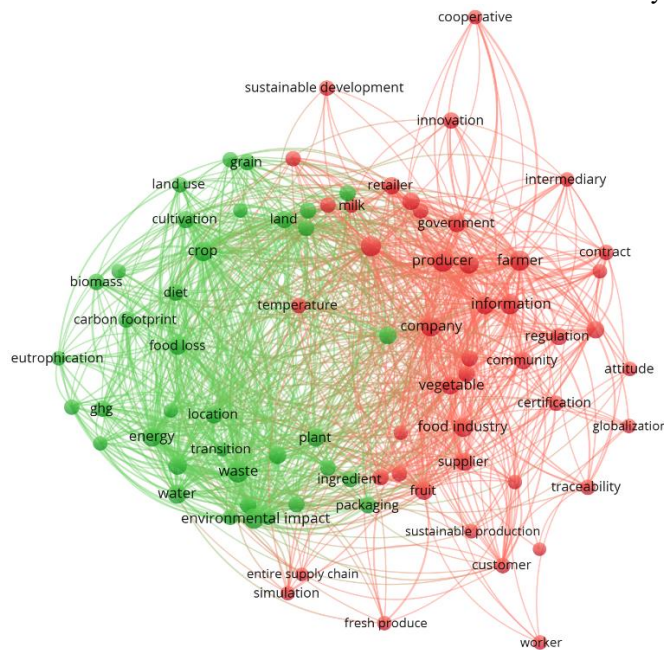 cooperative
sustainable development
innovation
grain
land use
retailer
intermediary
milk
cultivation
land
government
crop
producer
farmer
contract
biomass
diet
temperature
information
carbon footprint
company
regulation
food loss
eutrophication
community
attitude
vegetable
ghg
location
certification
food industry
globalization
energy
plant
transition
supplier
waste
ingredient
traceability
water
fruit
packaging
environmental impact
sustainable production
customer
entire supply chain
simulation
fresh produce
worker